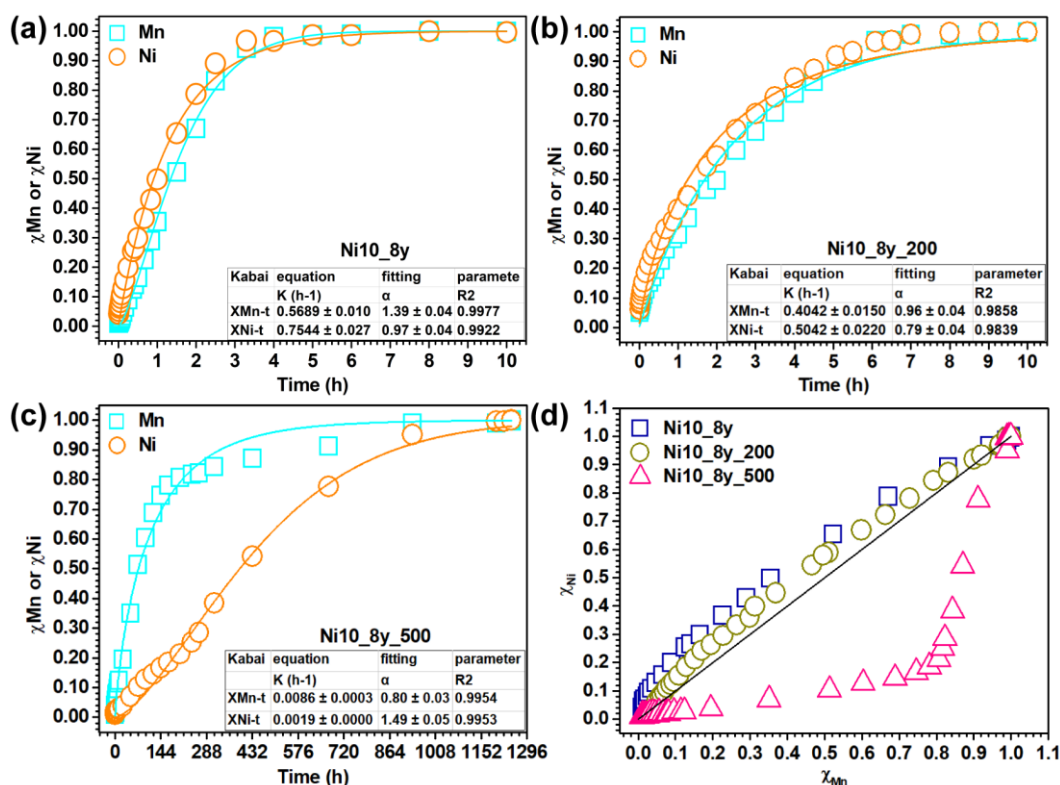 (a)
Mn
Ni
χMn or χNi
1.00
0.90
0.80
0.70
0.60
0.50
0.40
0.30
0.20
0.10
0.00
Ni10_8y
Kabai equation fitting paramete
K (h-1) α R2
XMn-t 0.5689 ± 0.010 1.39 ± 0.04 0.9977
XNi-t 0.7544 ± 0.027 0.97 ± 0.04 0.9922
0 1 2 3 4 5 6 7 8 9 10
Time (h)
(b)
Mn
Ni
χMn or χNi
1.00
0.90
0.80
0.70
0.60
0.50
0.40
0.30
0.20
0.10
0.00
Ni10_8y_200
Kabai equation fitting parameter
K (h-1) α R2
XMn-t 0.4042 ± 0.0150 0.96 ± 0.04 0.9858
XNi-t 0.5042 ± 0.0220 0.79 ± 0.04 0.9839
0 1 2 3 4 5 6 7 8 9 10
Time (h)
(c)
Mn
Ni
χMn or χNi
1.00
0.90
0.80
0.70
0.60
0.50
0.40
0.30
0.20
0.10
0.00
Ni10_8y_500
Kabai equation fitting parameter
K (h-1) α R2
XMn-t 0.0086 ± 0.0003 0.80 ± 0.03 0.9954
XNi-t 0.0019 ± 0.0000 1.49 ± 0.05 0.9953
0 144 288 432 576 720 864 1008 1152 1296
Time (h)
(d)
Ni10_8y
Ni10_8y_200
Ni10_8y_500
χNi
1.1
1.0
0.9
0.8
0.7
0.6
0.5
0.4
0.3
0.2
0.1
0.0
0.0 0.1 0.2 0.3 0.4 0.5 0.6 0.7 0.8 0.9 1.0 1.1
χMn